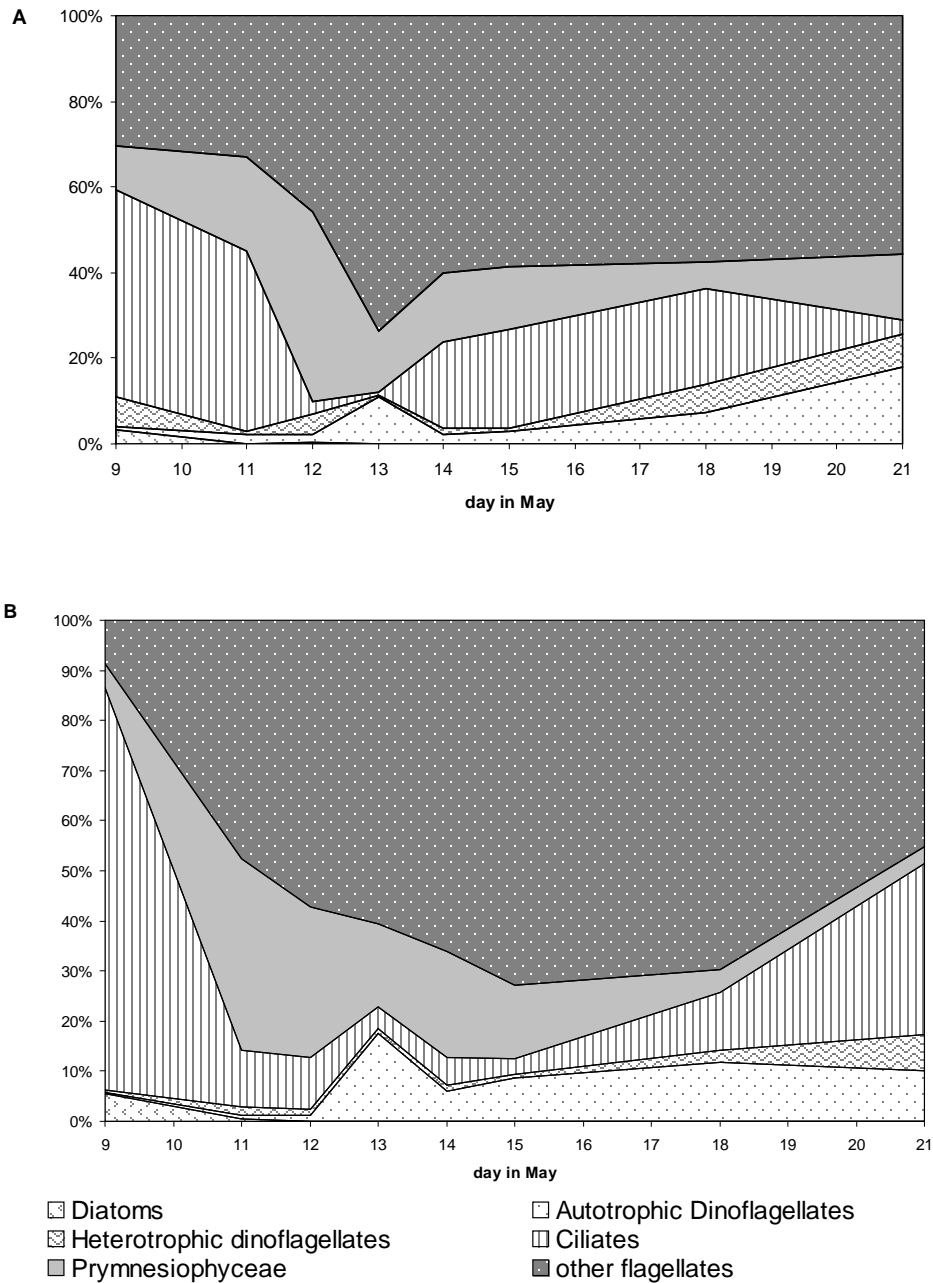 A
100%
80%
60%
40%
20%
0%
9 10 11 12 13 14 15 16 17 18 19 20 21
day in May
B
100%
90%
80%
70%
60%
50%
40%
30%
20%
10%
0%
9 10 11 12 13 14 15 16 17 18 19 20 21
day in May
Diatoms Autotrophic Dinoflagellates
Heterotrophic dinoflagellates Ciliates
Prymnesiophyceae other flagellates